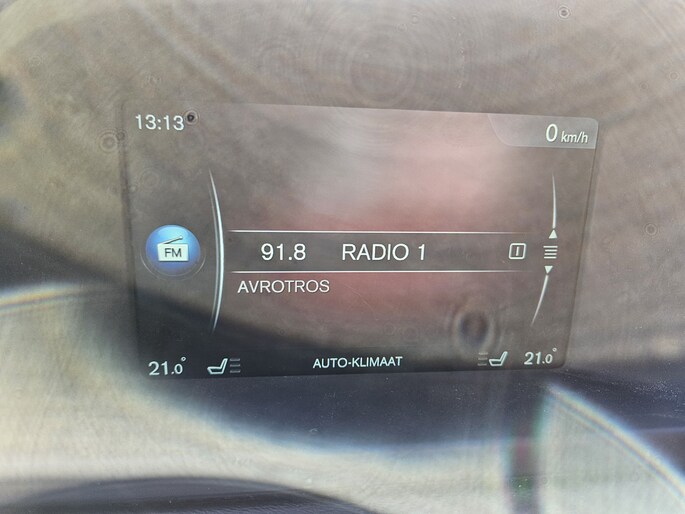 13:13
0 km/h
FM
91.8 RADIO 1
AVROTROS
21.0° AUTO-KLIMAAT 21.0°